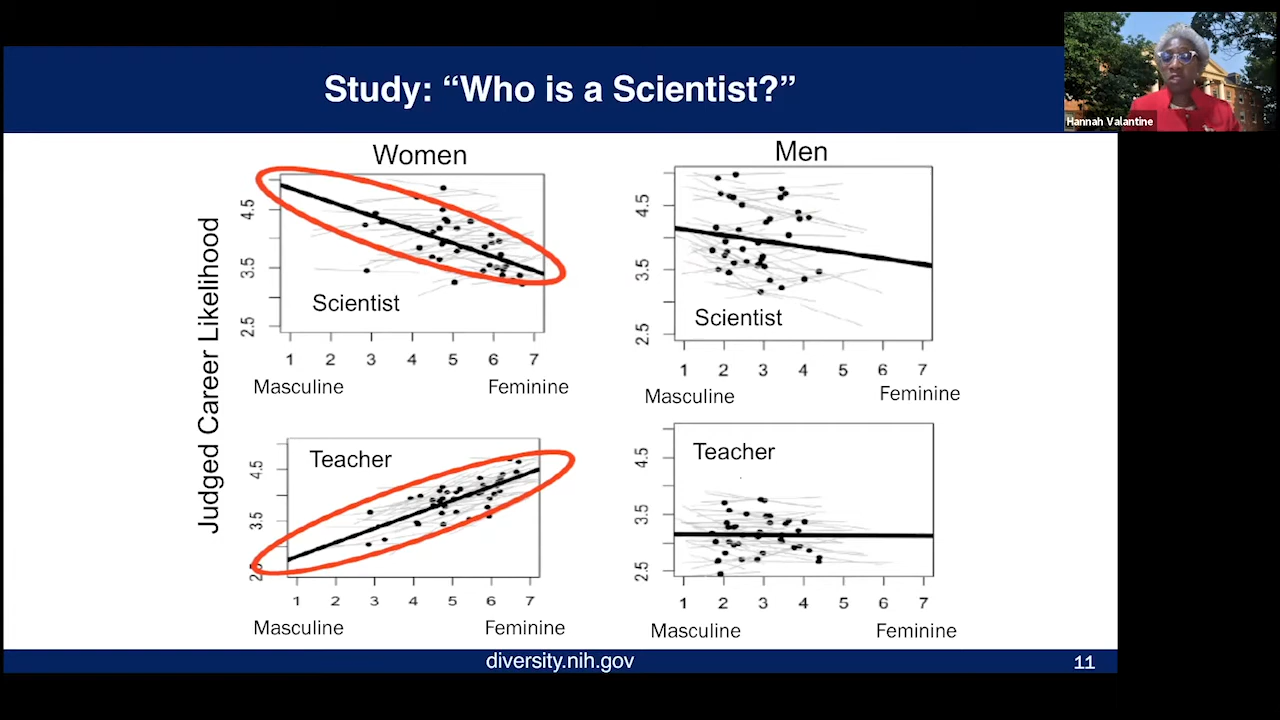 Study: “Who is a Scientist?”
Hannah Valantine
Women
Men
Judged Career Likelihood
4.5
3.5
2.5
Scientist
1 2 3 4 5 6 7
Masculine Feminine
4.5
3.5
2.5
Scientist
1 2 3 4 5 6 7
Masculine Feminine
4.5
3.5
Teacher
1 2 3 4 5 6 7
Masculine Feminine
4.5
3.5
2.5
Teacher
1 2 3 4 5 6 7
Masculine Feminine
diversity.nih.gov
11